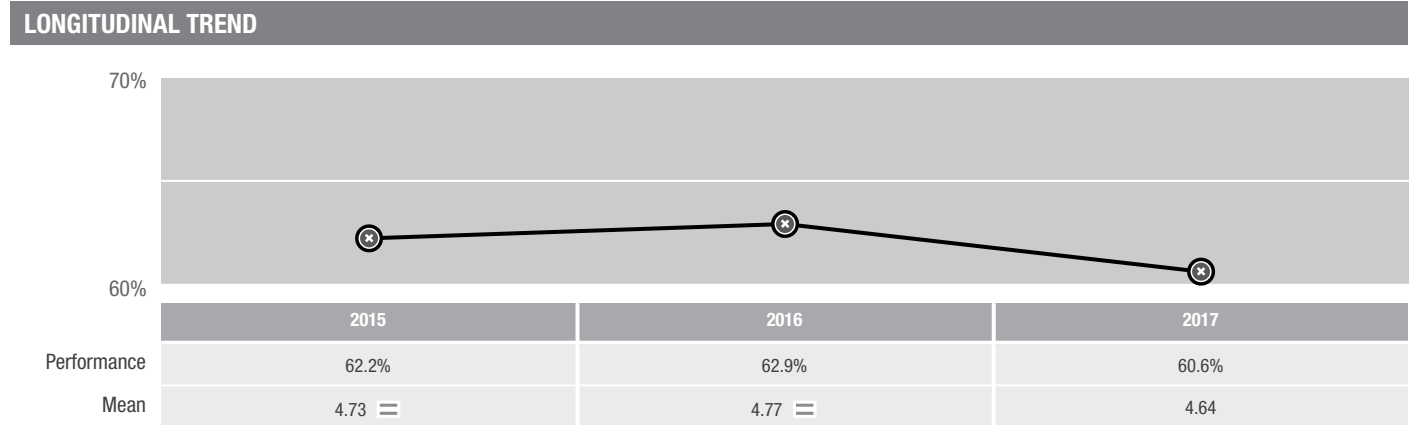 LONGITUDINAL TREND
70%
60%
2015 2016 2017
Performance 62.2% 62.9% 60.6%
Mean 4.73 = 4.77 = 4.64